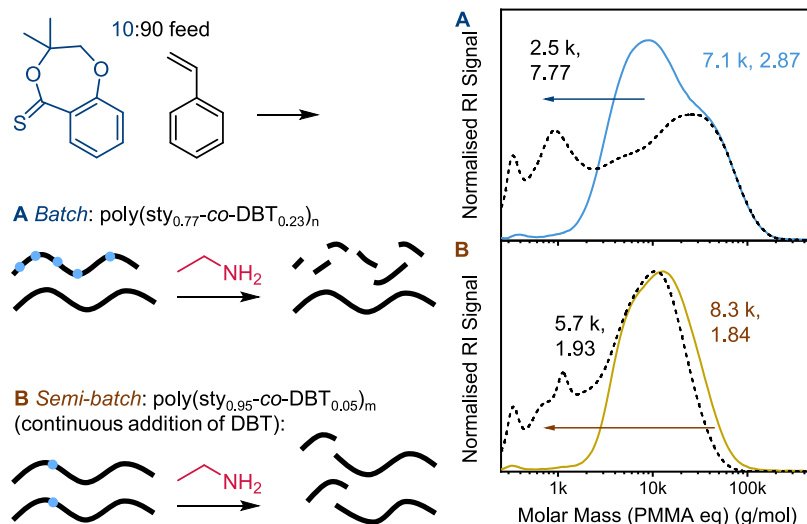 10:90 feed
O
O
S
A Batch: poly(sty0.77-co-DBT0.23)n
NH2
B Semi-batch: poly(sty0.95-co-DBT0.05)m
(continuous addition of DBT):
NH2
A
Normalised RI Signal
2.5 k,
7.77
7.1 k, 2.87
B
Normalised RI Signal
5.7 k,
1.93
8.3 k,
1.84
1k 10k 100k
Molar Mass (PMMA eq) (g/mol)